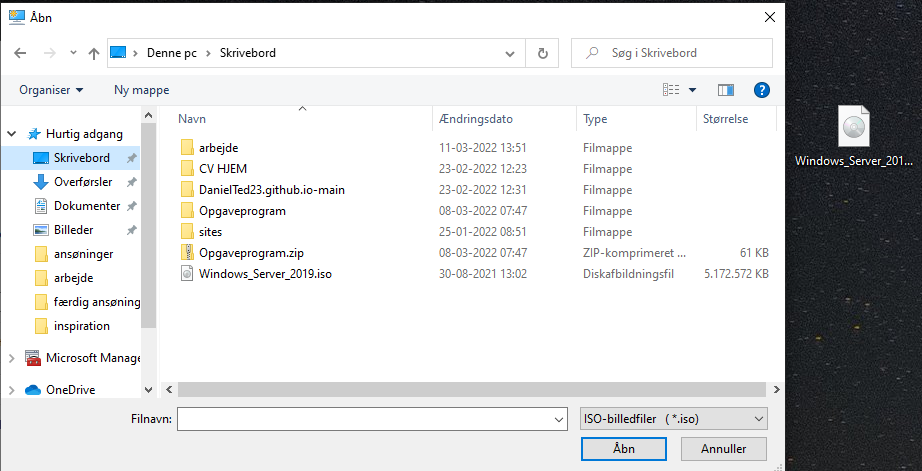 Åbn
Denne pc > Skrivebord
Søg i Skrivebord
Organiser
Ny mappe
Navn Ændringsdato Type Størrelse
Hurtig adgang
Skrivebord
Overførsler
Dokumenter
Billeder
ansøninger
arbejde
færdig ansøning
inspiration
Microsoft Manage
OneDrive
arbejde 11-03-2022 13:51 Filmappe
CV HJEM 23-02-2022 12:23 Filmappe
DanielTed23.github.io-main 23-02-2022 12:31 Filmappe
Opgaveprogram 08-03-2022 07:47 Filmappe
sites 25-01-2022 08:51 Filmappe
Opgaveprogram.zip 08-03-2022 07:47 ZIP-komprimeret ... 61 KB
Windows_Server_2019.iso 30-08-2021 13:02 Diskafbildningsfil 5.172.572 KB
Filnavn:
ISO-billedfiler ( *.iso)
Åbn
Annuller
Windows_Server_201...